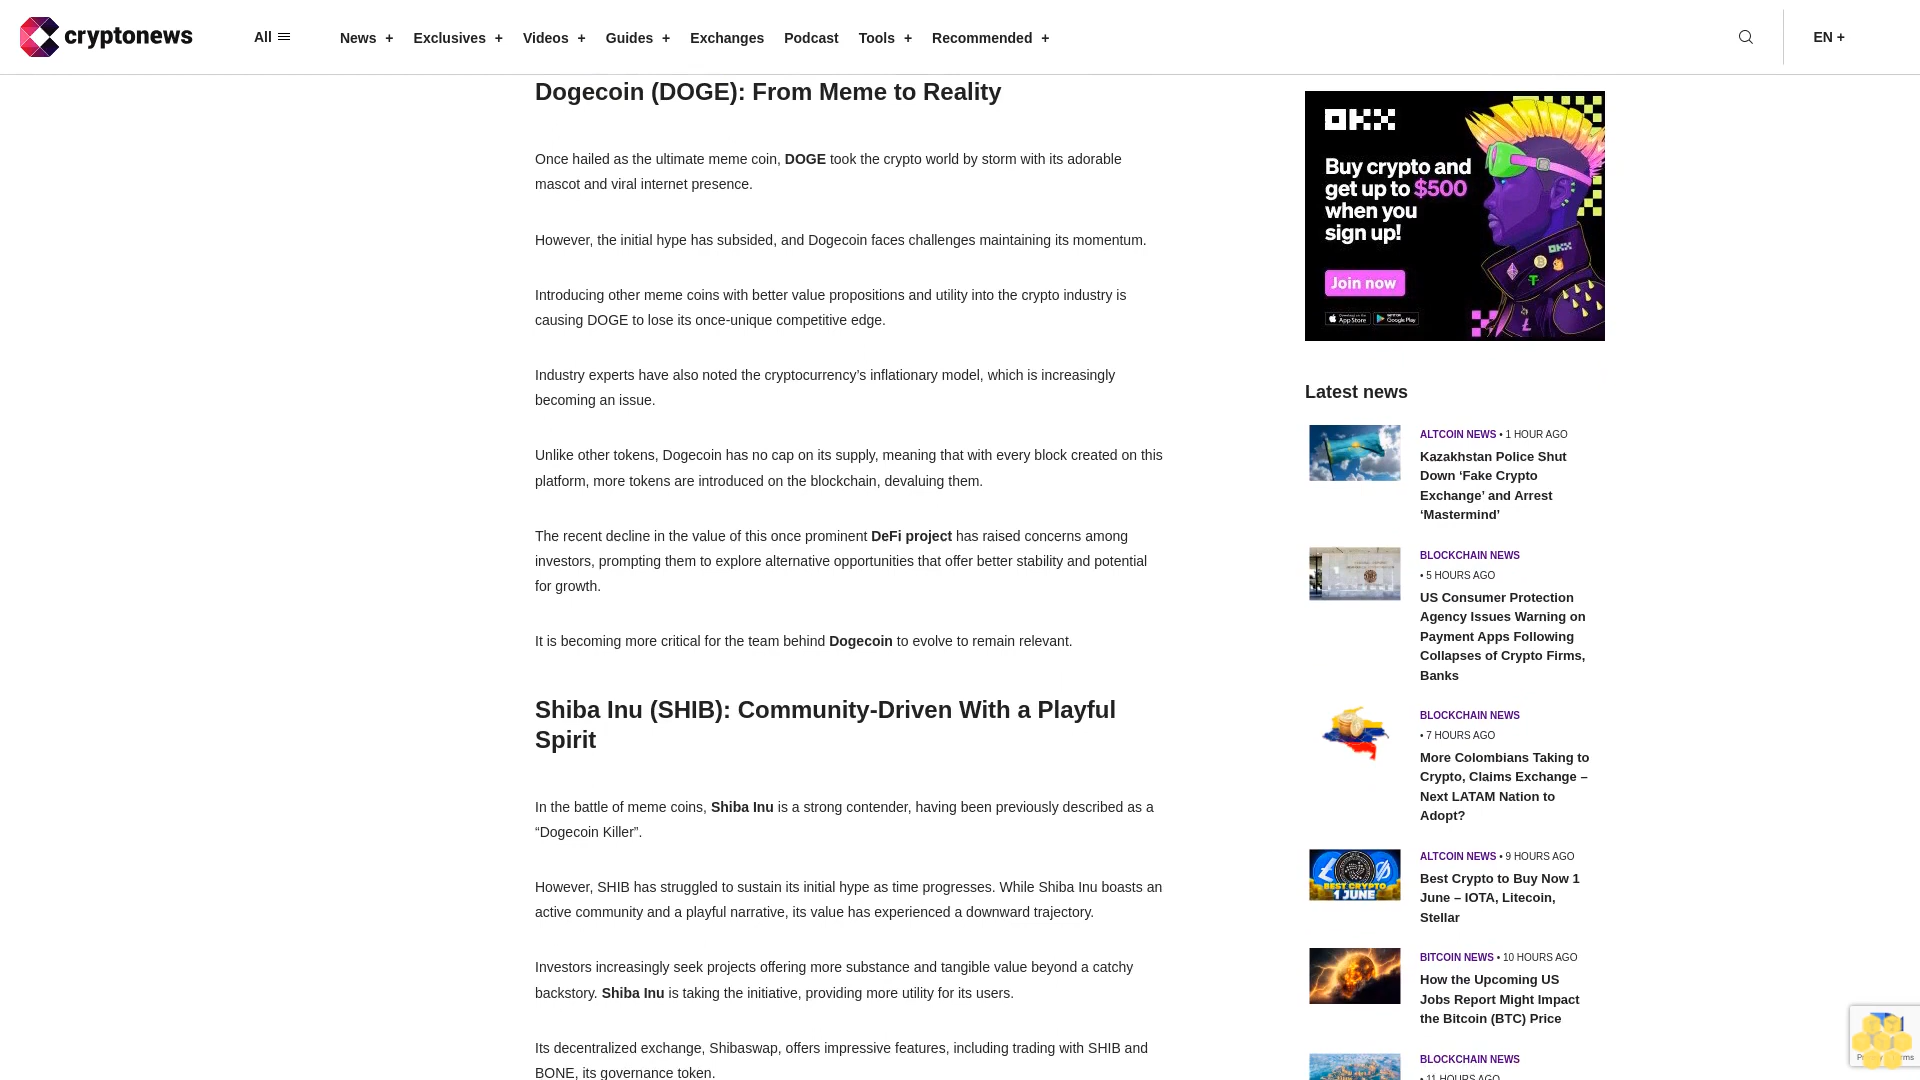 cryptonews
All
News +
Exclusives +
Videos +
Guides +
Exchanges
Podcast
Tools +
Recommended +
EN +
Dogecoin (DOGE): From Meme to Reality
Once hailed as the ultimate meme coin, DOGE took the crypto world by storm with its adorable
mascot and viral internet presence.
However, the initial hype has subsided, and Dogecoin faces challenges maintaining its momentum.
Introducing other meme coins with better value propositions and utility into the crypto industry is
causing DOGE to lose its once-unique competitive edge.
Industry experts have also noted the cryptocurrency’s inflationary model, which is increasingly
becoming an issue.
Unlike other tokens, Dogecoin has no cap on its supply, meaning that with every block created on this
platform, more tokens are introduced on the blockchain, devaluing them.
The recent decline in the value of this once prominent DeFi project has raised concerns among
investors, prompting them to explore alternative opportunities that offer better stability and potential
for growth.
It is becoming more critical for the team behind Dogecoin to evolve to remain relevant.
Shiba Inu (SHIB): Community-Driven With a Playful
Spirit
In the battle of meme coins, Shiba Inu is a strong contender, having been previously described as a
“Dogecoin Killer”.
However, SHIB has struggled to sustain its initial hype as time progresses. While Shiba Inu boasts an
active community and a playful narrative, its value has experienced a downward trajectory.
Investors increasingly seek projects offering more substance and tangible value beyond a catchy
backstory. Shiba Inu is taking the initiative, providing more utility for its users.
Its decentralized exchange, Shibaswap, offers impressive features, including trading with SHIB and
BONE, its governance token.
OKX
Buy crypto and
get up to $500
when you
sign up!
Join now
App Store
Google Play
Latest news
ALTCOIN NEWS • 1 HOUR AGO
Kazakhstan Police Shut
Down ‘Fake Crypto
Exchange’ and Arrest
‘Mastermind’
BLOCKCHAIN NEWS
• 5 HOURS AGO
US Consumer Protection
Agency Issues Warning on
Payment Apps Following
Collapses of Crypto Firms,
Banks
BLOCKCHAIN NEWS
• 7 HOURS AGO
More Colombians Taking to
Crypto, Claims Exchange –
Next LATAM Nation to
Adopt?
BEST CRYPTO
1 JUNE
ALTCOIN NEWS • 9 HOURS AGO
Best Crypto to Buy Now 1
June – IOTA, Litecoin,
Stellar
BITCOIN NEWS • 10 HOURS AGO
How the Upcoming US
Jobs Report Might Impact
the Bitcoin (BTC) Price
BLOCKCHAIN NEWS
• 11 HOURS AGO